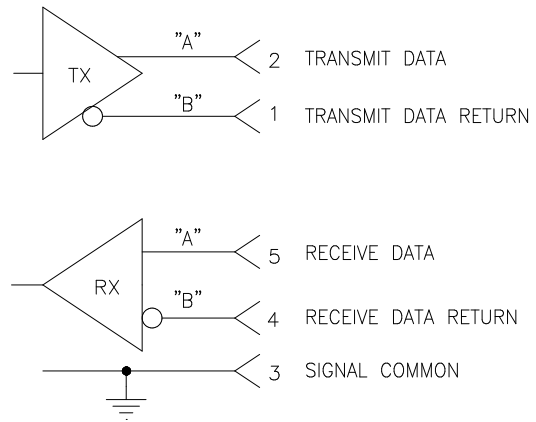 "A"
TX 2 TRANSMIT DATA
"B"
1 TRANSMIT DATA RETURN
"A"
5 RECEIVE DATA
RX
"B"
4 RECEIVE DATA RETURN
3 SIGNAL COMMON